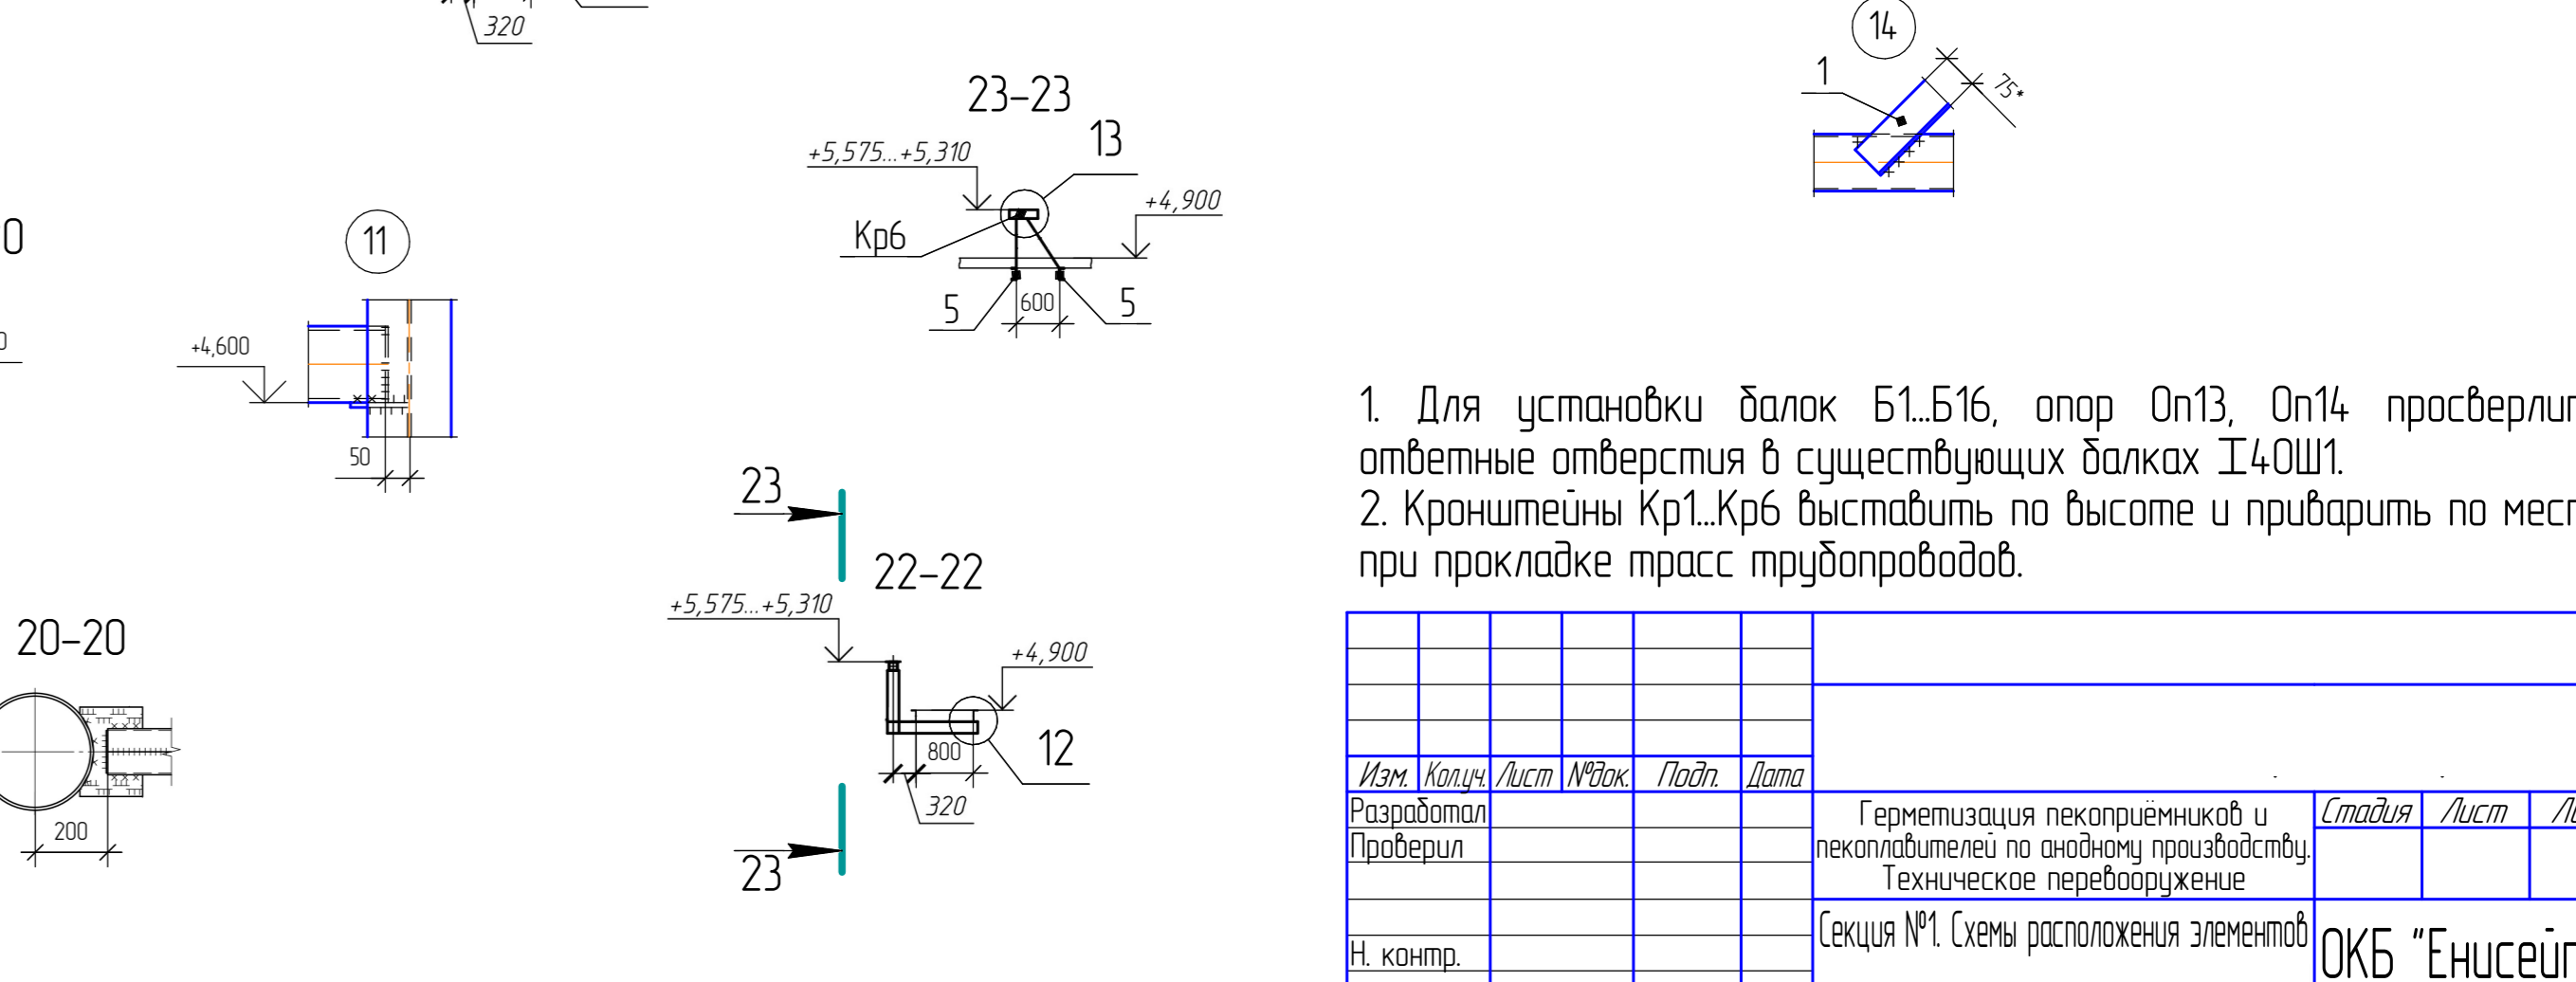 320
14
1
75*
23-23
13
+5,575...+5,310
+4,900
Кр6
5
600
5
0
11
+4,600
50
1. Для установки балок Б1...Б16, опор Оп13, Оп14
ответные отверстия в существующих балках I40Ш1.
2. Кронштейны Кр1...Кр6 выставить по высоте и приварить по
при прокладке трасс трубопроводов.
23
22-22
+5,575...+5,310
+4,900
800
12
320
23
20-20
200
Изм. Кол.уч. Лист №док. Подп. Дата
Разработал
Проверил
Н. контр.
Герметизация пекоприёмников и
пекоплавителей по анодному производству.
Техническое перевооружение
Стадия Лист
Секция №1. Схемы расположения элементов
ОКБ "